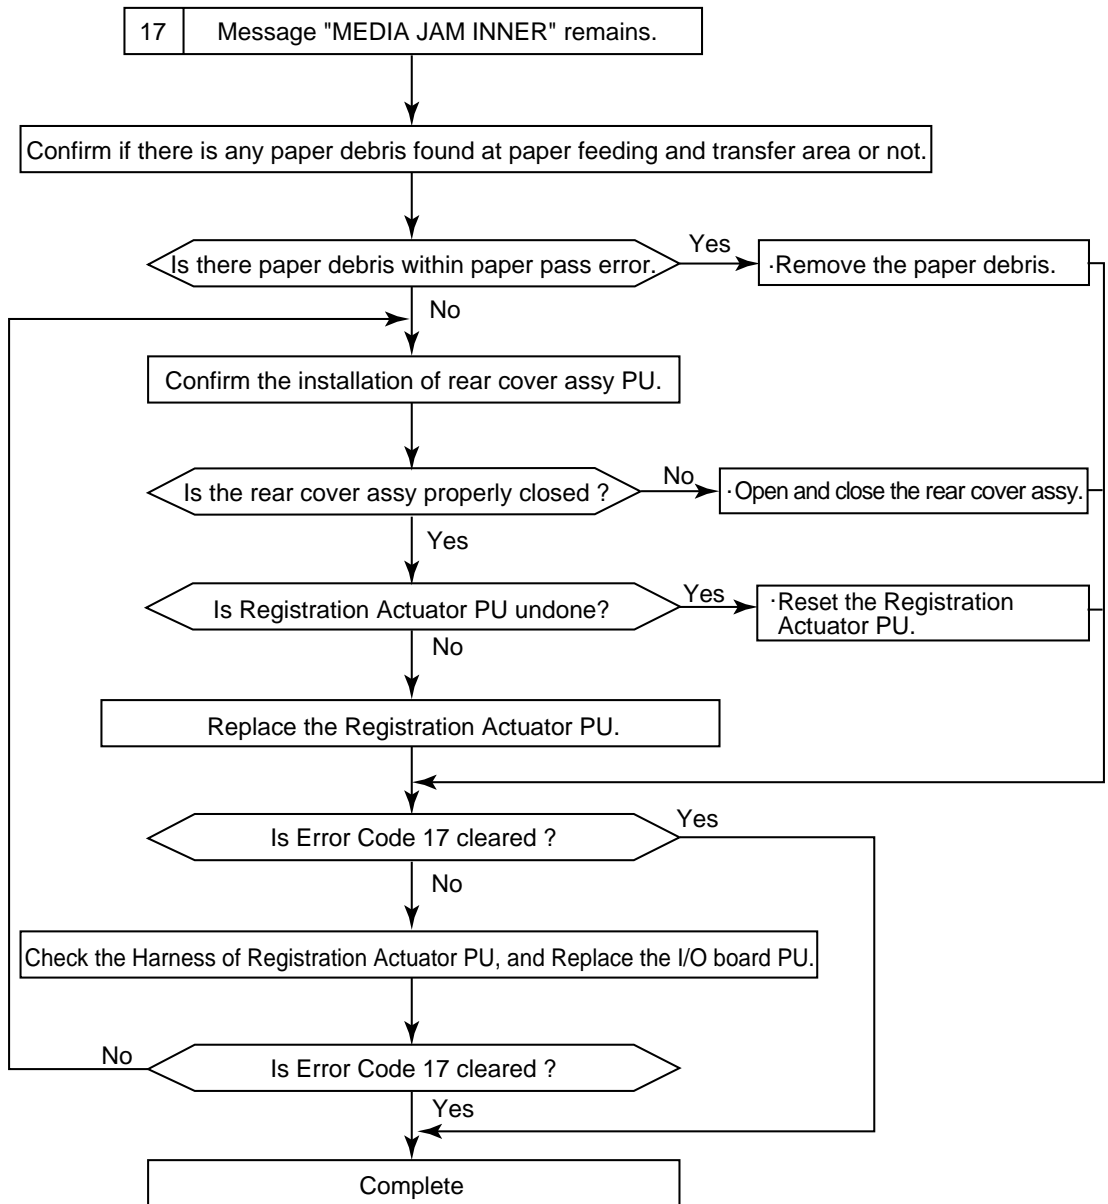 17 Message "MEDIA JAM INNER" remains.
Confirm if there is any paper debris found at paper feeding and transfer area or not.
Is there paper debris within paper pass error.
Yes
·Remove the paper debris.
No
Confirm the installation of rear cover assy PU.
Is the rear cover assy properly closed ?
No
·Open and close the rear cover assy.
Yes
Is Registration Actuator PU undone?
Yes
·Reset the Registration
Actuator PU.
No
Replace the Registration Actuator PU.
Is Error Code 17 cleared ?
Yes
No
Check the Harness of Registration Actuator PU, and Replace the I/O board PU.
No
Is Error Code 17 cleared ?
Yes
Complete